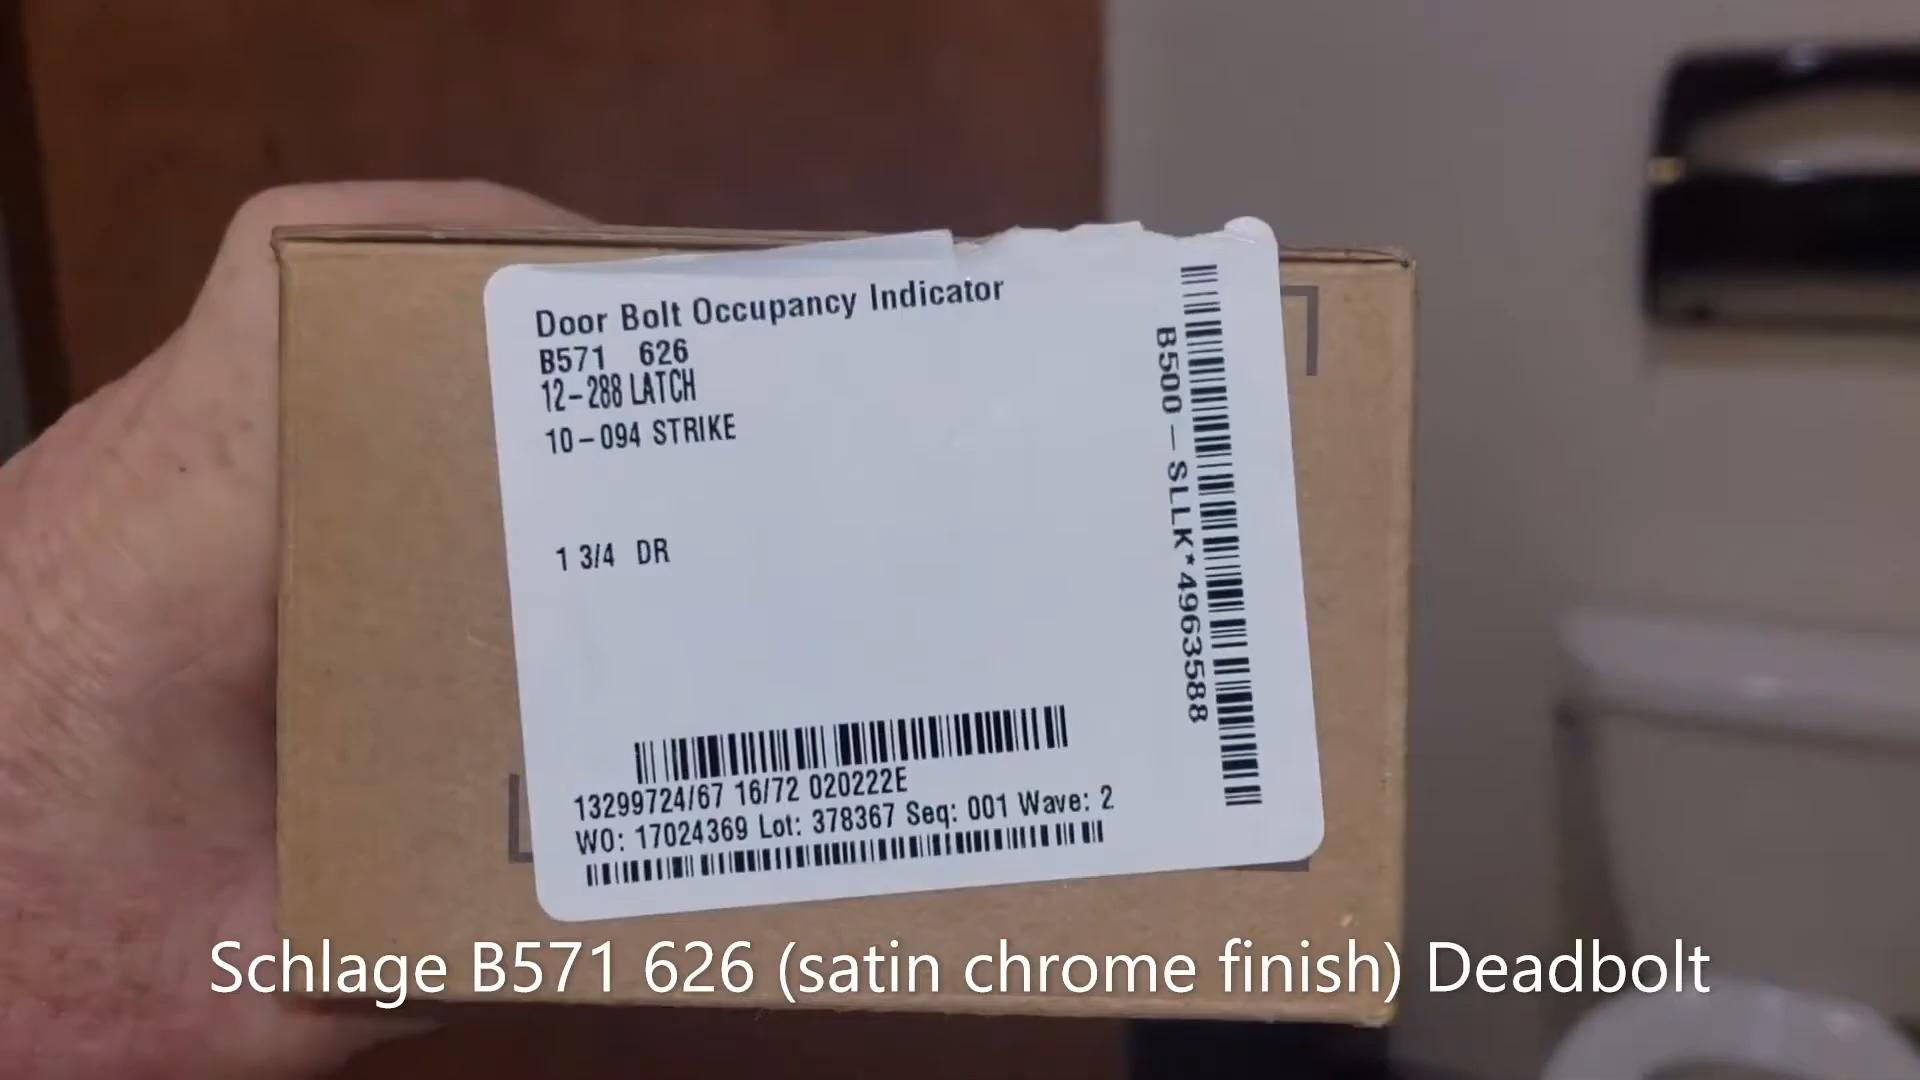 Door Bolt Occupancy Indicator
B571 626
12-288 LATCH
10-094 STRIKE
1 3/4 DR
B500 - SLLK*4963588
13299724/67 16/72 020222E
WO: 17024369 Lot: 378367 Seq: 001 Wave: 2
Schlage B571 626 (satin chrome finish) Deadbolt